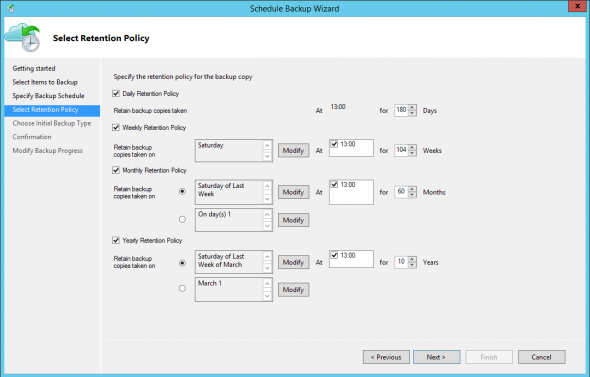 Schedule Backup Wizard
x
Select Retention Policy
Getting started
Select Items to Backup
Specify Backup Schedule
Select Retention Policy
Choose Initial Backup Type
Confirmation
Modify Backup Progress
Specify the retention policy for the backup copy
Daily Retention Policy
Retain backup copies taken At 13:00 for 180 Days
Weekly Retention Policy
Retain backup
copies taken on
Saturday
Modify At 13:00 for 104 Weeks
Monthly Retention Policy
Retain backup
copies taken on
Saturday of Last
Week
Modify At 13:00 for 60 Months
On day(s) 1
Modify
Yearly Retention Policy
Retain backup
copies taken on
Saturday of Last
Week of March
Modify At 13:00 for 10 Years
March 1
Modify
< Previous Next > Finish Cancel